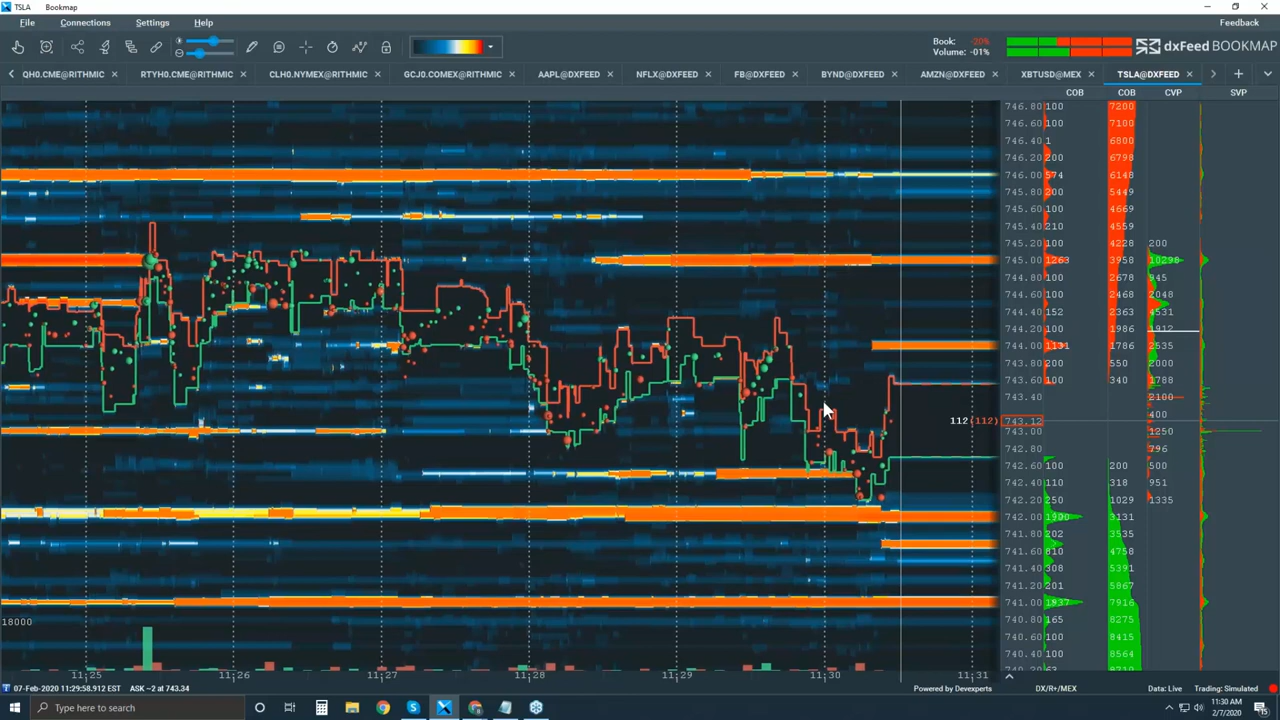 TSLA Bookmap
File Connections Settings Help Feedback
Book: -20%
Volume: -01%
dxFeed BOOKMAP
QH0.CME@RITHMIC RTYH0.CME@RITHMIC CLH0.NYMEX@RITHMIC GCJ0.COMEX@RITHMIC AAPL@DXFEED NFLX@DXFEED FB@DXFEED BYND@DXFEED AMZN@DXFEED XBTUSD@MEX TSLA@DXFEED
COB COB CVP SVP
746.80 100 7200
746.60 100 7100
746.40 1 6800
746.20 200 6798
746.00 574 6148
745.80 200 5449
745.60 100 4669
745.40 210 4559
745.20 100 4228 200
745.00 1263 3958 10298
744.80 100 2678 945
744.60 100 2468 2048
744.40 152 2363 4531
744.20 100 1986 1912
744.00 1131 1786 2535
743.80 200 550 2000
743.60 100 340 1788
743.40 2100
112 (112) 743.12 400
743.00 1250
742.80 796
742.60 100 200 500
742.40 110 318 951
742.20 250 1029 1335
742.00 1900 3131
741.80 202 3535
741.60 810 4758
741.40 308 5391
741.20 201 5867
741.00 1937 7916
740.80 165 8275
740.60 100 8415
740.40 100 8564
18000
11:25 11:26 11:27 11:28 11:29 11:30 11:31
07-Feb-2020 11:29:58.912 EST ASK ~2 at 743.34 Powered by Devexperts DX/R+/MEX Data: Live Trading: Simulated
Type here to search
11:30 AM
2/7/2020
15